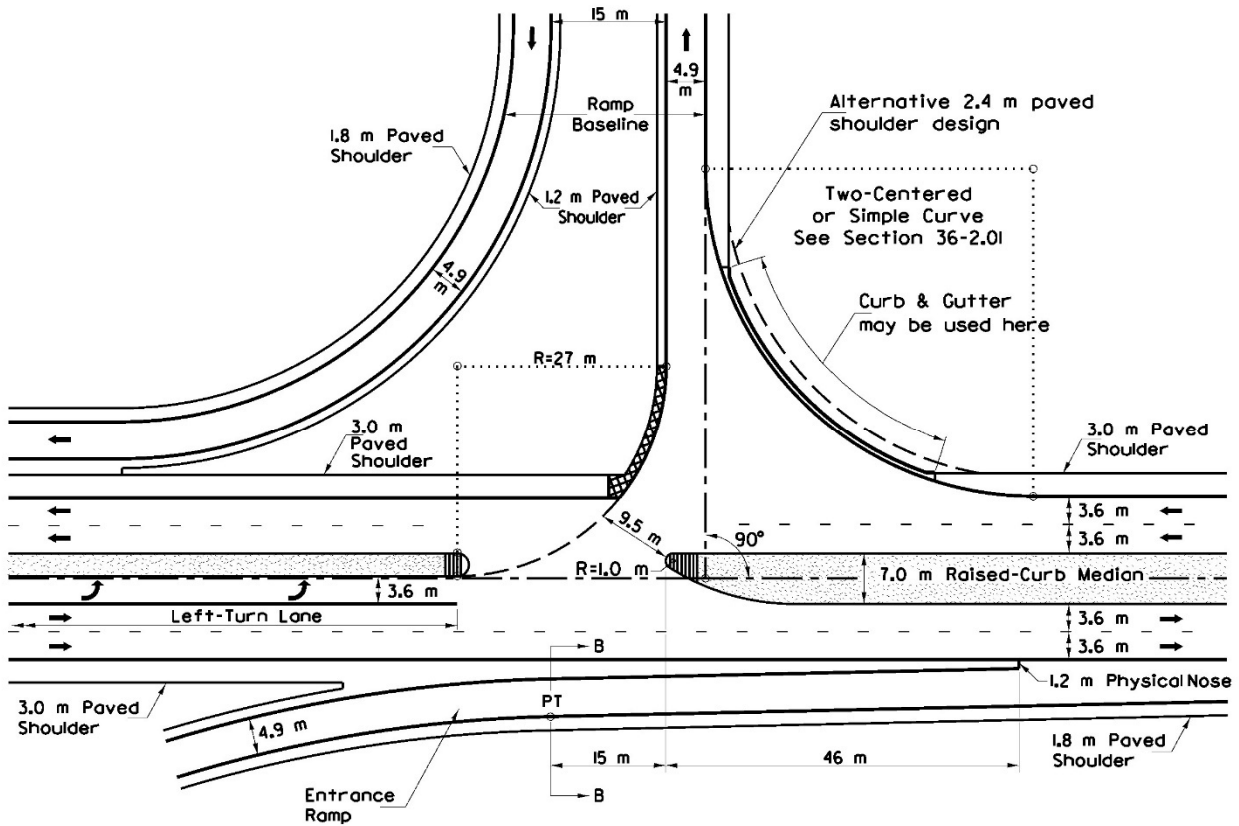 15 m
4.9
m
Ramp
Baseline
Alternative 2.4 m paved
shoulder design
1.8 m Paved
Shoulder
1.2 m Paved
Shoulder
Two-Centered
or Simple Curve
See Section 36-2.01
4.9
m
Curb & Gutter
may be used here
R=27 m
3.0 m
Paved
Shoulder
3.0 m Paved
Shoulder
9.5 m
90°
3.6 m
3.6 m
R=1.0 m
7.0 m Raised-Curb Median
3.6 m
Left-Turn Lane
3.6 m
3.6 m
B
3.0 m Paved
Shoulder
PT
1.2 m Physical Nose
4.9 m
15 m
46 m
1.8 m Paved
Shoulder
Entrance
Ramp
B